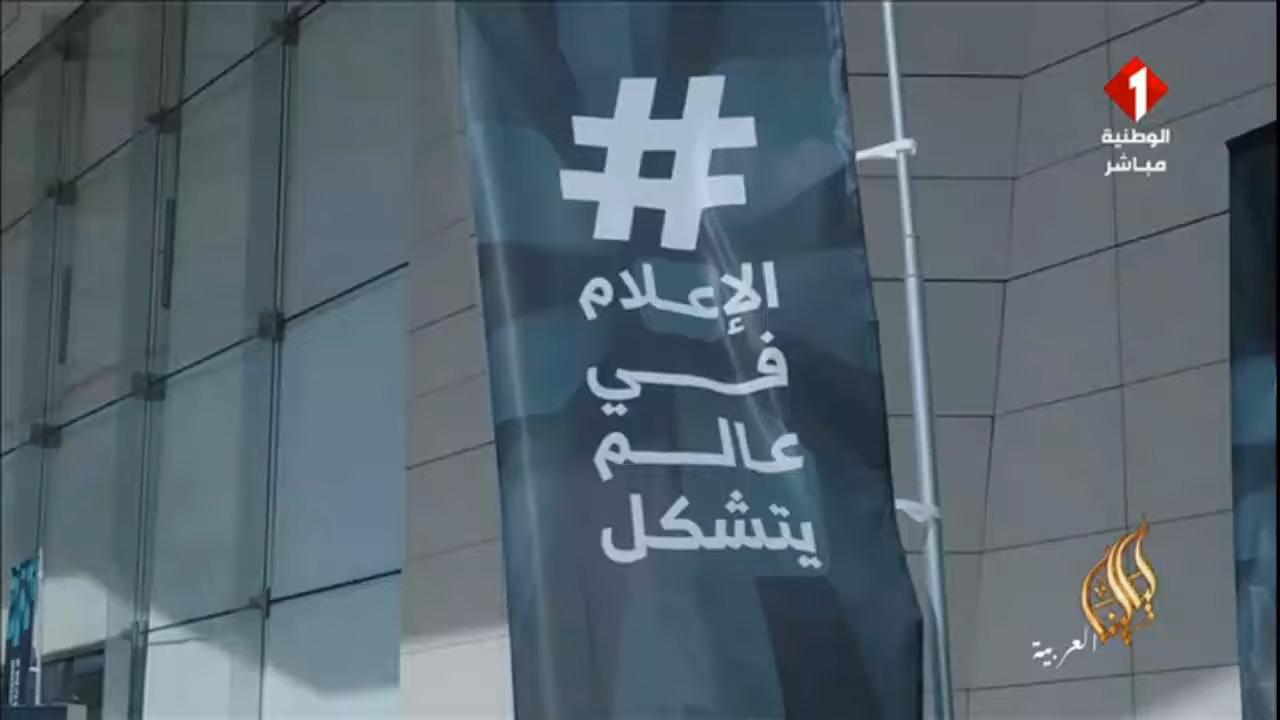 1
الوطنية
مباشر
#
الإعلام
في
عالم
يتشكل
العربية